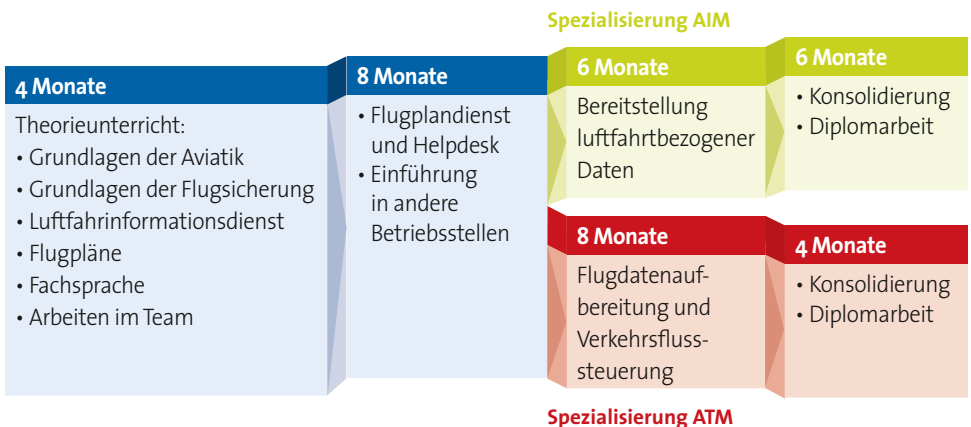 4 Monate
Theorieunterricht:
• Grundlagen der Aviatik
• Grundlagen der Flugsicherung
• Luftfahrinformationsdienst
• Flugpläne
• Fachsprache
• Arbeiten im Team
8 Monate
• Flugplandienst
und Helpdesk
• Einführung
in andere
Betriebsstellen
Spezialisierung AIM
6 Monate
Bereitstellung
luftfahrtbezogener
Daten
6 Monate
• Konsolidierung
• Diplomarbeit
8 Monate
Flugdatenauf-
bereitung und
Verkehrsfluss-
steuerung
4 Monate
• Konsolidierung
• Diplomarbeit
Spezialisierung ATM